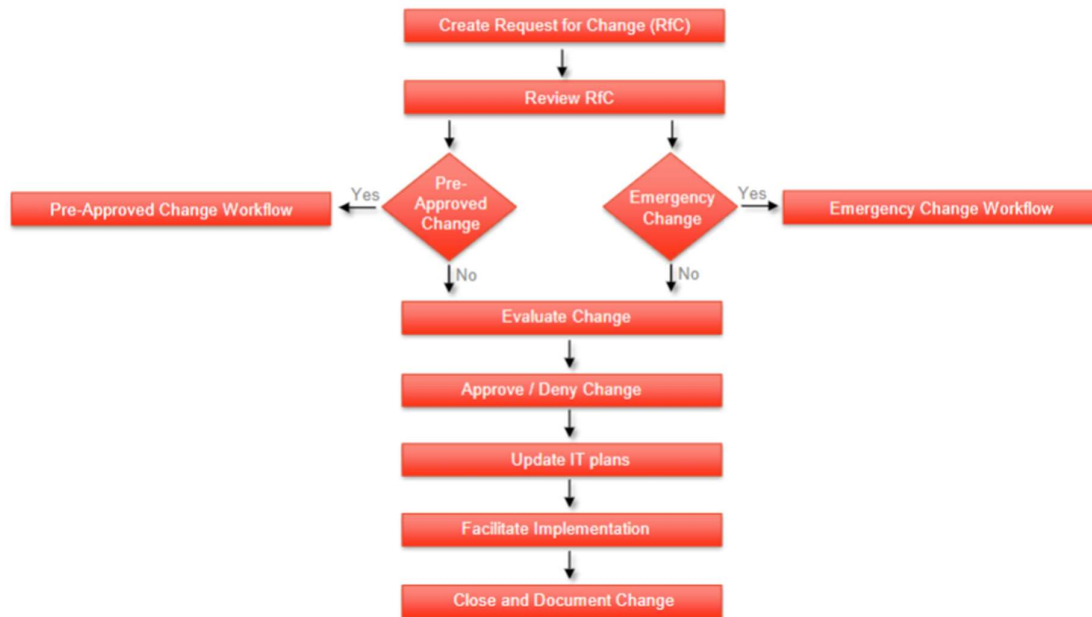 Create Request for Change (RfC)
Review RfC
Pre-
Approved
Change
Emergency
Change
Yes
Yes
Pre-Approved Change Workflow
Emergency Change Workflow
No
No
Evaluate Change
Approve / Deny Change
Update IT plans
Facilitate Implementation
Close and Document Change